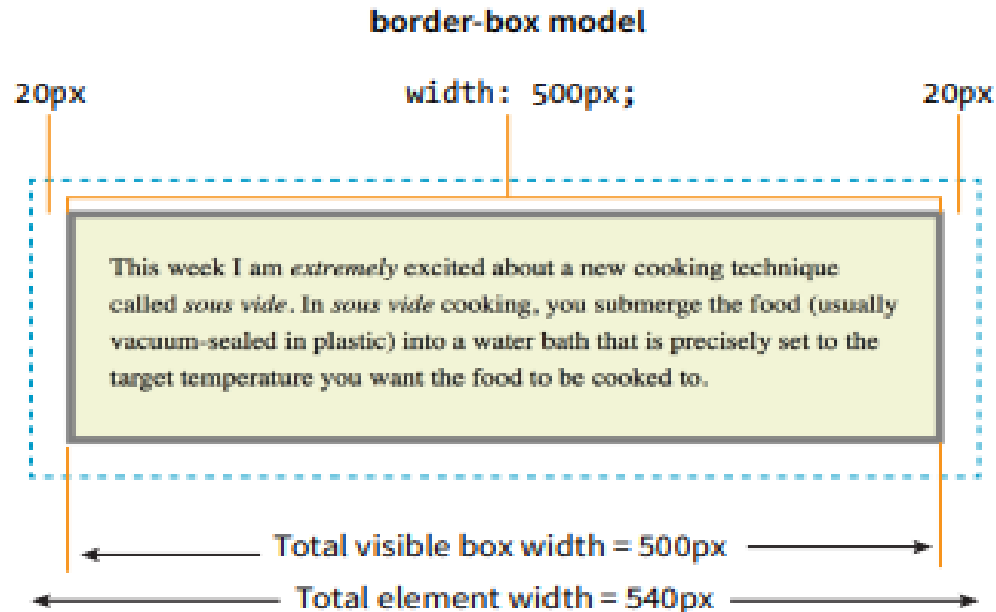 border-box model
20px width: 500px; 20px
This week I am extremely excited about a new cooking technique
called sous vide. In sous vide cooking, you submerge the food (usually
vacuum-sealed in plastic) into a water bath that is precisely set to the
target temperature you want the food to be cooked to.
Total visible box width = 500px
Total element width = 540px